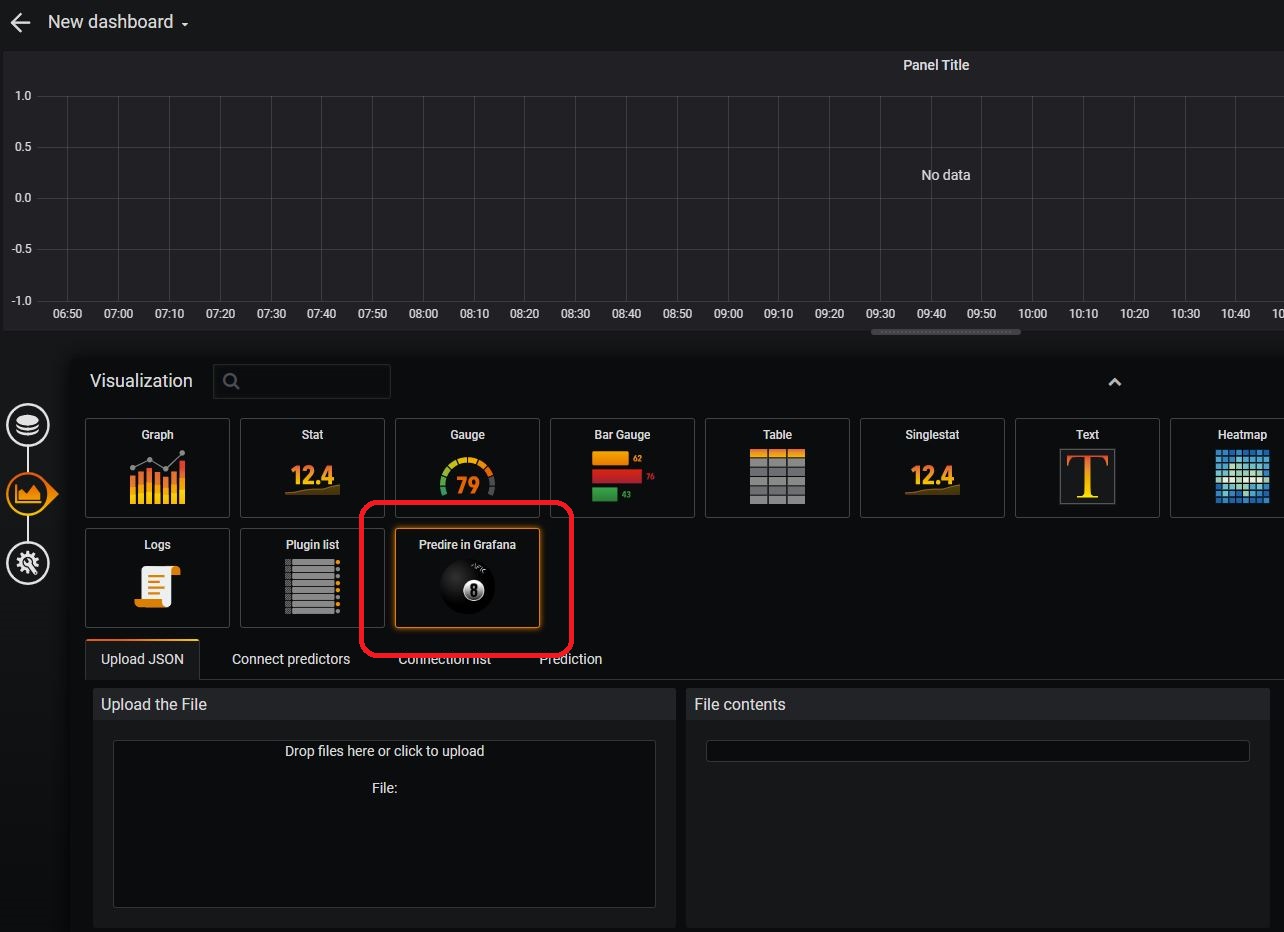 New dashboard
Panel Title
1.0
0.5
No data
0.0
-0.5
-1.0
06:50 07:00 07:10 07:20 07:30 07:40 07:50 08:00 08:10 08:20 08:30 08:40 08:50 09:00 09:10 09:20 09:30 09:40 09:50 10:00 10:10 10:20 10:30 10:40 10
Visualization
Graph Stat Gauge Bar Gauge Table Singlestat Text Heatmap
12.4 79 62 76 43 12.4 T
Logs Plugin list Predire in Grafana
8
Upload JSON Connect predictors Connection list Prediction
Upload the File File contents
Drop files here or click to upload
File: